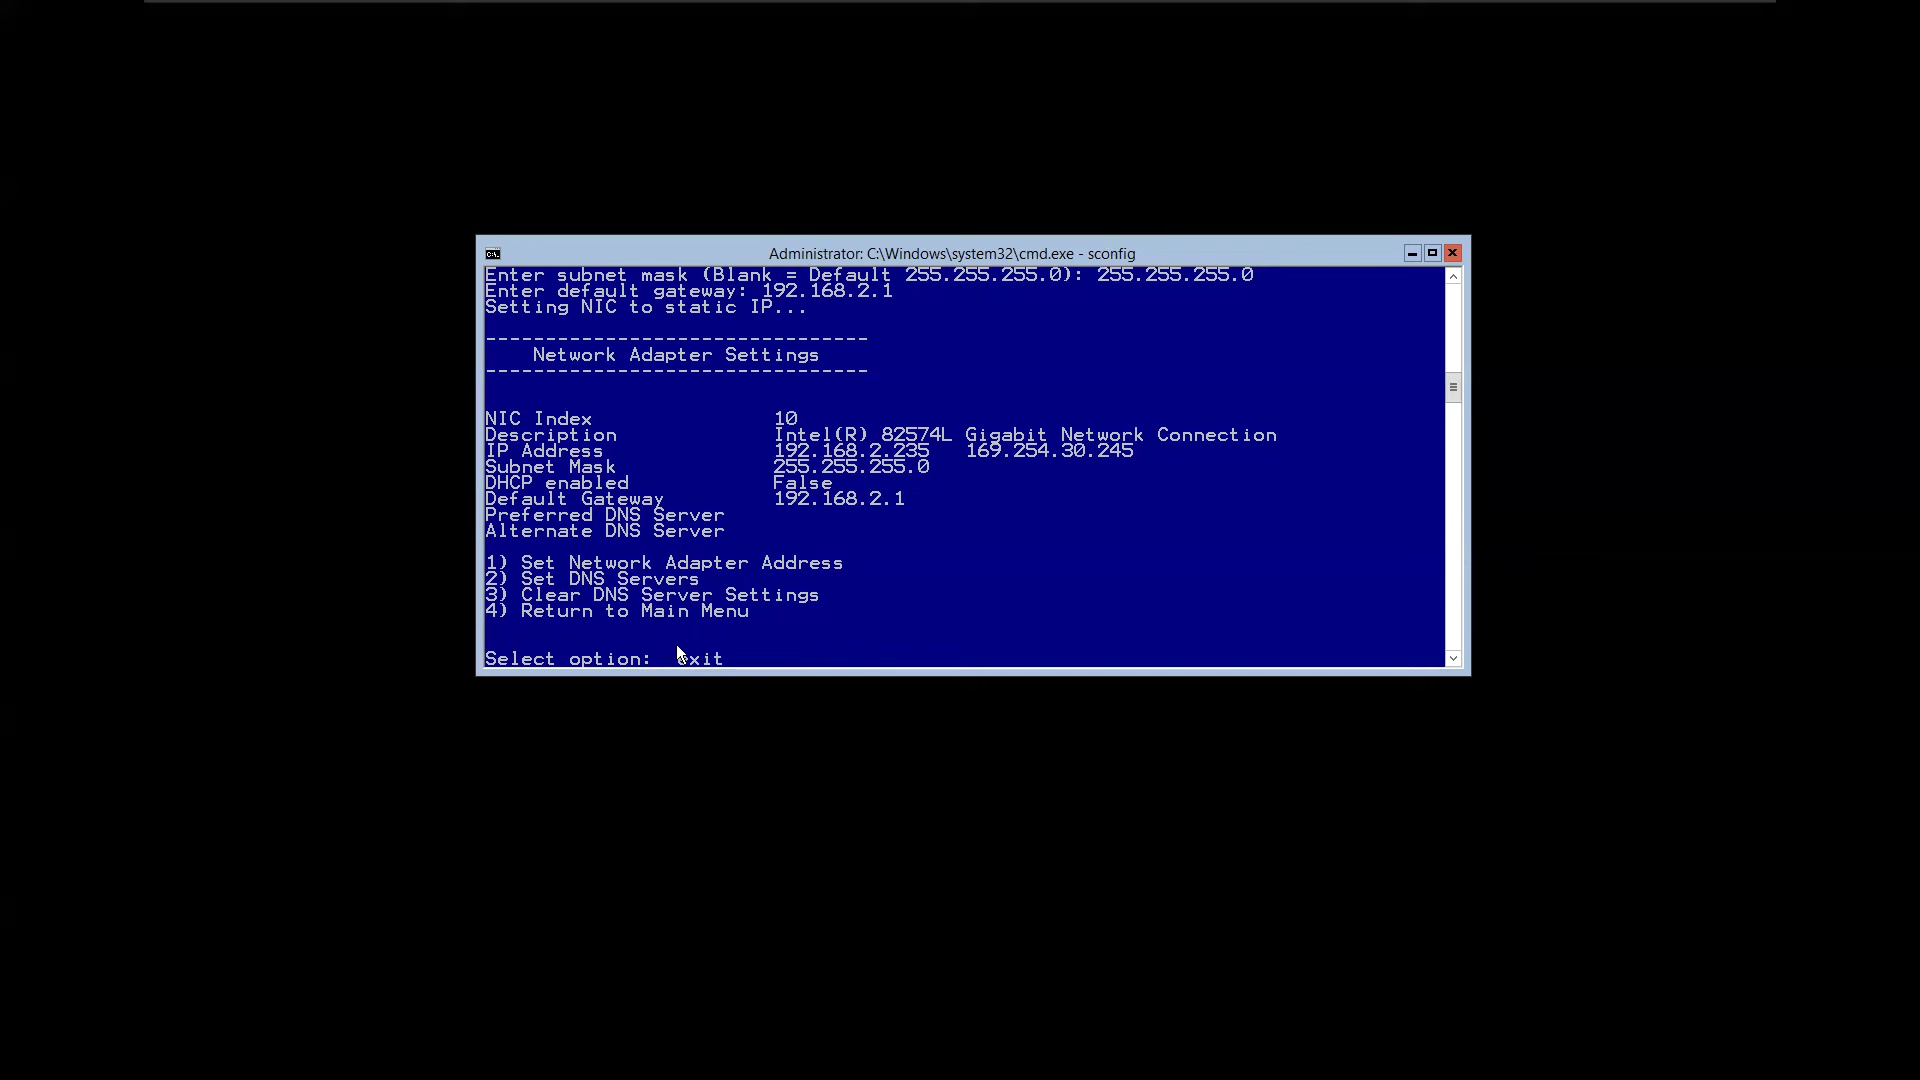 Administrator: C:\Windows\system32\cmd.exe - sconfig
Enter subnet mask (Blank = Default 255.255.255.0): 255.255.255.0
Enter default gateway: 192.168.2.1
Setting NIC to static IP...
--------------------------------
Network Adapter Settings
--------------------------------
NIC Index 10
Description Intel(R) 82574L Gigabit Network Connection
IP Address 192.168.2.235 169.254.30.245
Subnet Mask 255.255.255.0
DHCP enabled False
Default Gateway 192.168.2.1
Preferred DNS Server
Alternate DNS Server
1) Set Network Adapter Address
2) Set DNS Servers
3) Clear DNS Server Settings
4) Return to Main Menu
Select option: exit